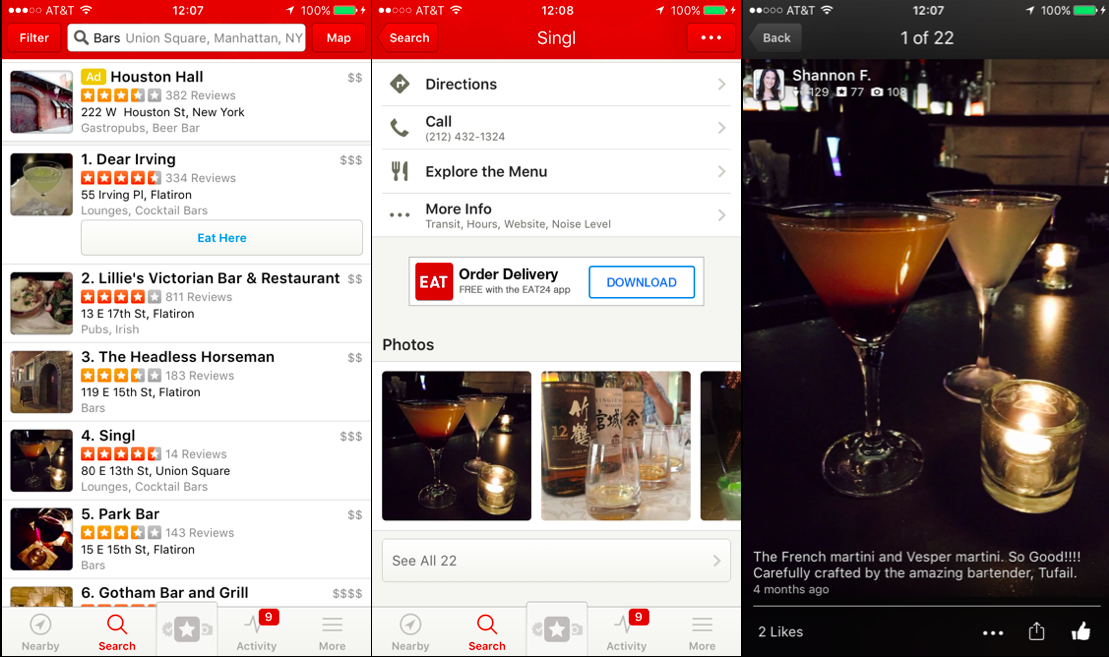 AT&T 12:07 100%
Filter
Bars Union Square, Manhattan, NY
Map
Ad Houston Hall $$
382 Reviews
222 W Houston St, New York
Gastropubs, Beer Bar
1. Dear Irving $$$
334 Reviews
55 Irving Pl, Flatiron
Lounges, Cocktail Bars
Eat Here
2. Lillie's Victorian Bar & Restaurant $$
811 Reviews
13 E 17th St, Flatiron
Pubs, Irish
3. The Headless Horseman $$
183 Reviews
119 E 15th St, Flatiron
Bars
4. Singl $$$
14 Reviews
80 E 13th St, Union Square
Lounges, Cocktail Bars
5. Park Bar $$
143 Reviews
15 E 15th St, Flatiron
Bars
6. Gotham Bar and Grill $$$$
9
Nearby Search Activity More
AT&T 12:08 100%
Search Singl
Directions
Call
(212) 432-1324
Explore the Menu
More Info
Transit, Hours, Website, Noise Level
EAT
Order Delivery
FREE with the EAT24 app
DOWNLOAD
Photos
竹鶴
12
宮城
余
See All 22
9
Nearby Search Activity More
AT&T 12:07 100%
Back 1 of 22
Shannon F.
129 77 108
The French martini and Vesper martini. So Good!!!!
Carefully crafted by the amazing bartender, Tufail.
4 months ago
2 Likes